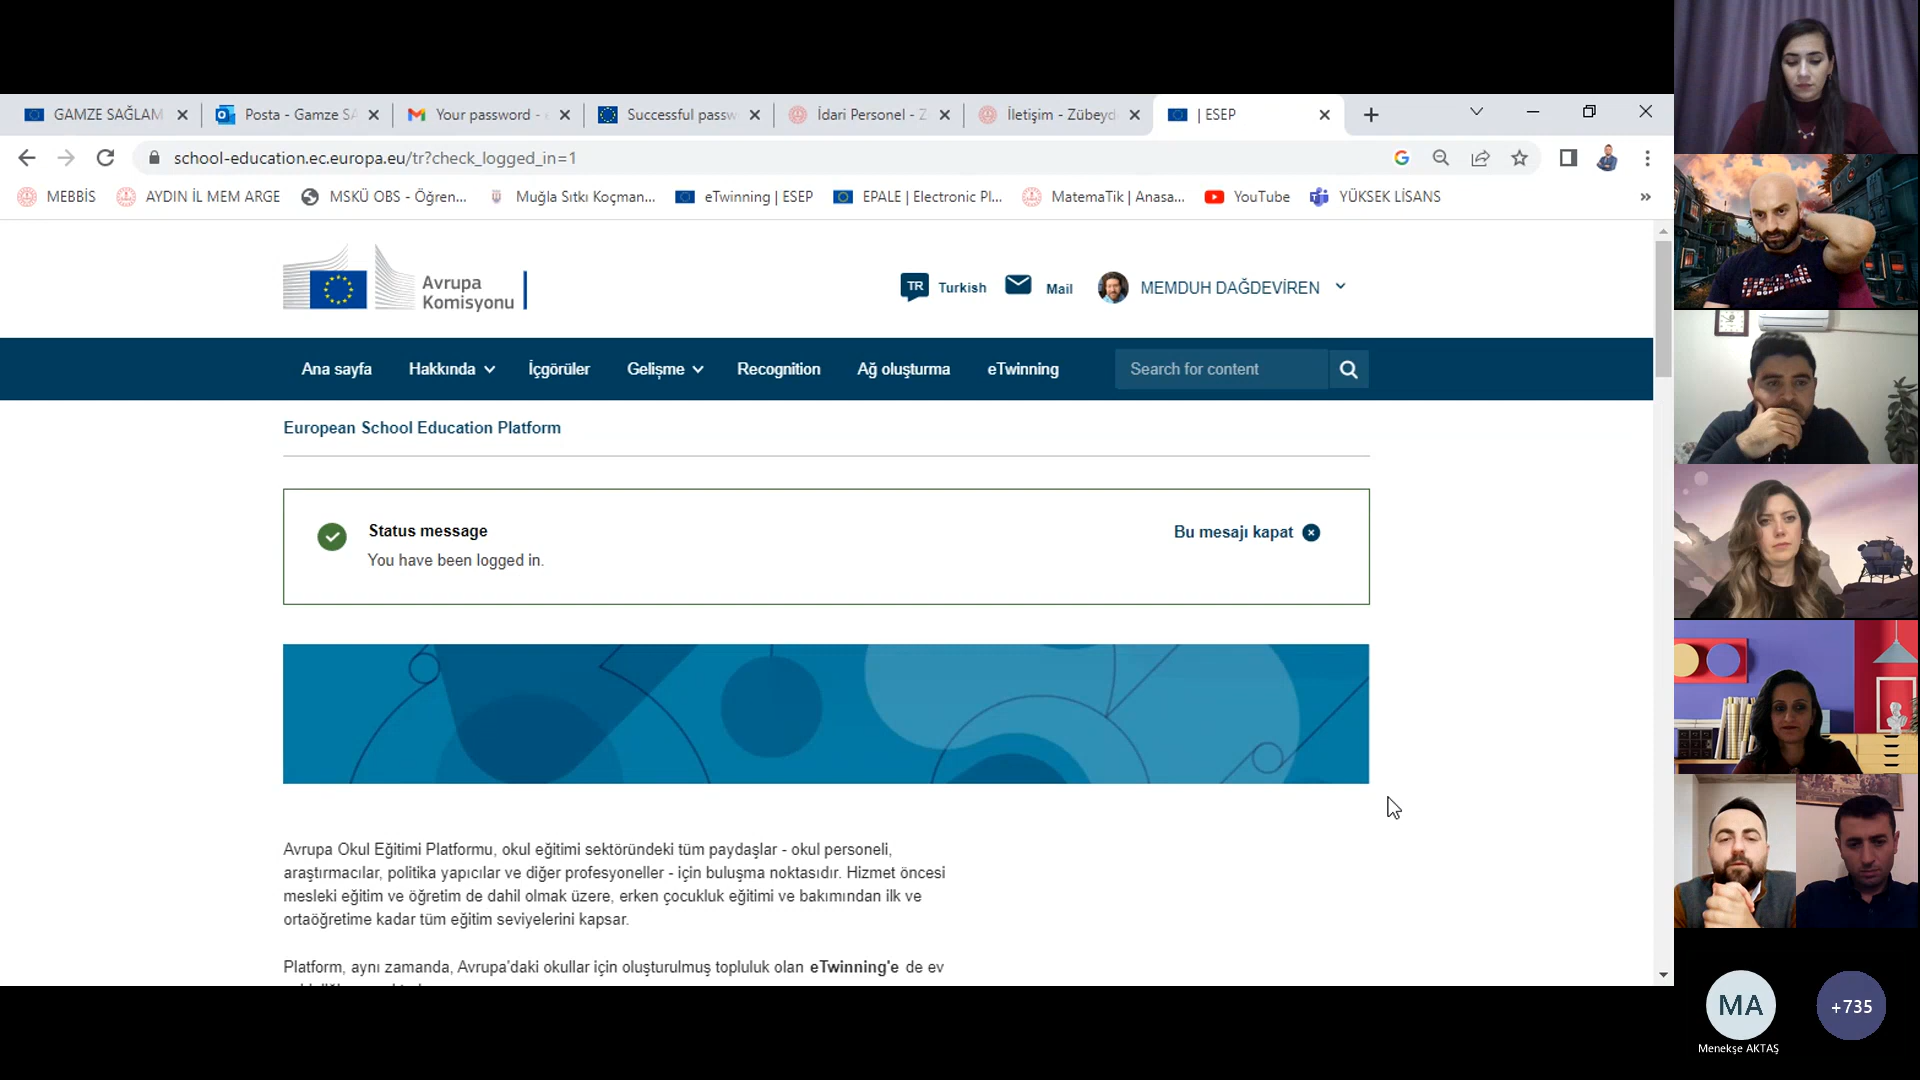 GAMZE SAĞLAM
Posta - Gamze SA
Your password -
Successful passw
İdari Personel - Z
İletişim - Zübeyd
| ESEP
school-education.ec.europa.eu/tr?check_logged_in=1
MEBBİS
AYDIN İL MEM ARGE
MSKÜ OBS - Öğren...
Muğla Sıtkı Koçman...
eTwinning | ESEP
EPALE | Electronic Pl...
MatemaTik | Anasa...
YouTube
YÜKSEK LİSANS
»
Avrupa
Komisyonu
TR Turkish
Mail
MEMDUH DAĞDEVİREN
Ana sayfa
Hakkında
İçgörüler
Gelişme
Recognition
Ağ oluşturma
eTwinning
Search for content
European School Education Platform
Status message
Bu mesajı kapat
You have been logged in.
Avrupa Okul Eğitimi Platformu, okul eğitimi sektöründeki tüm paydaşlar - okul personeli,
araştırmacılar, politika yapıcılar ve diğer profesyoneller - için buluşma noktasıdır. Hizmet öncesi
mesleki eğitim ve öğretim de dahil olmak üzere, erken çocukluk eğitimi ve bakımından ilk ve
ortaöğretime kadar tüm eğitim seviyelerini kapsar.
Platform, aynı zamanda, Avrupa'daki okullar için oluşturulmuş topluluk olan eTwinning'e de ev
MA
+735
Menekşe AKTAŞ